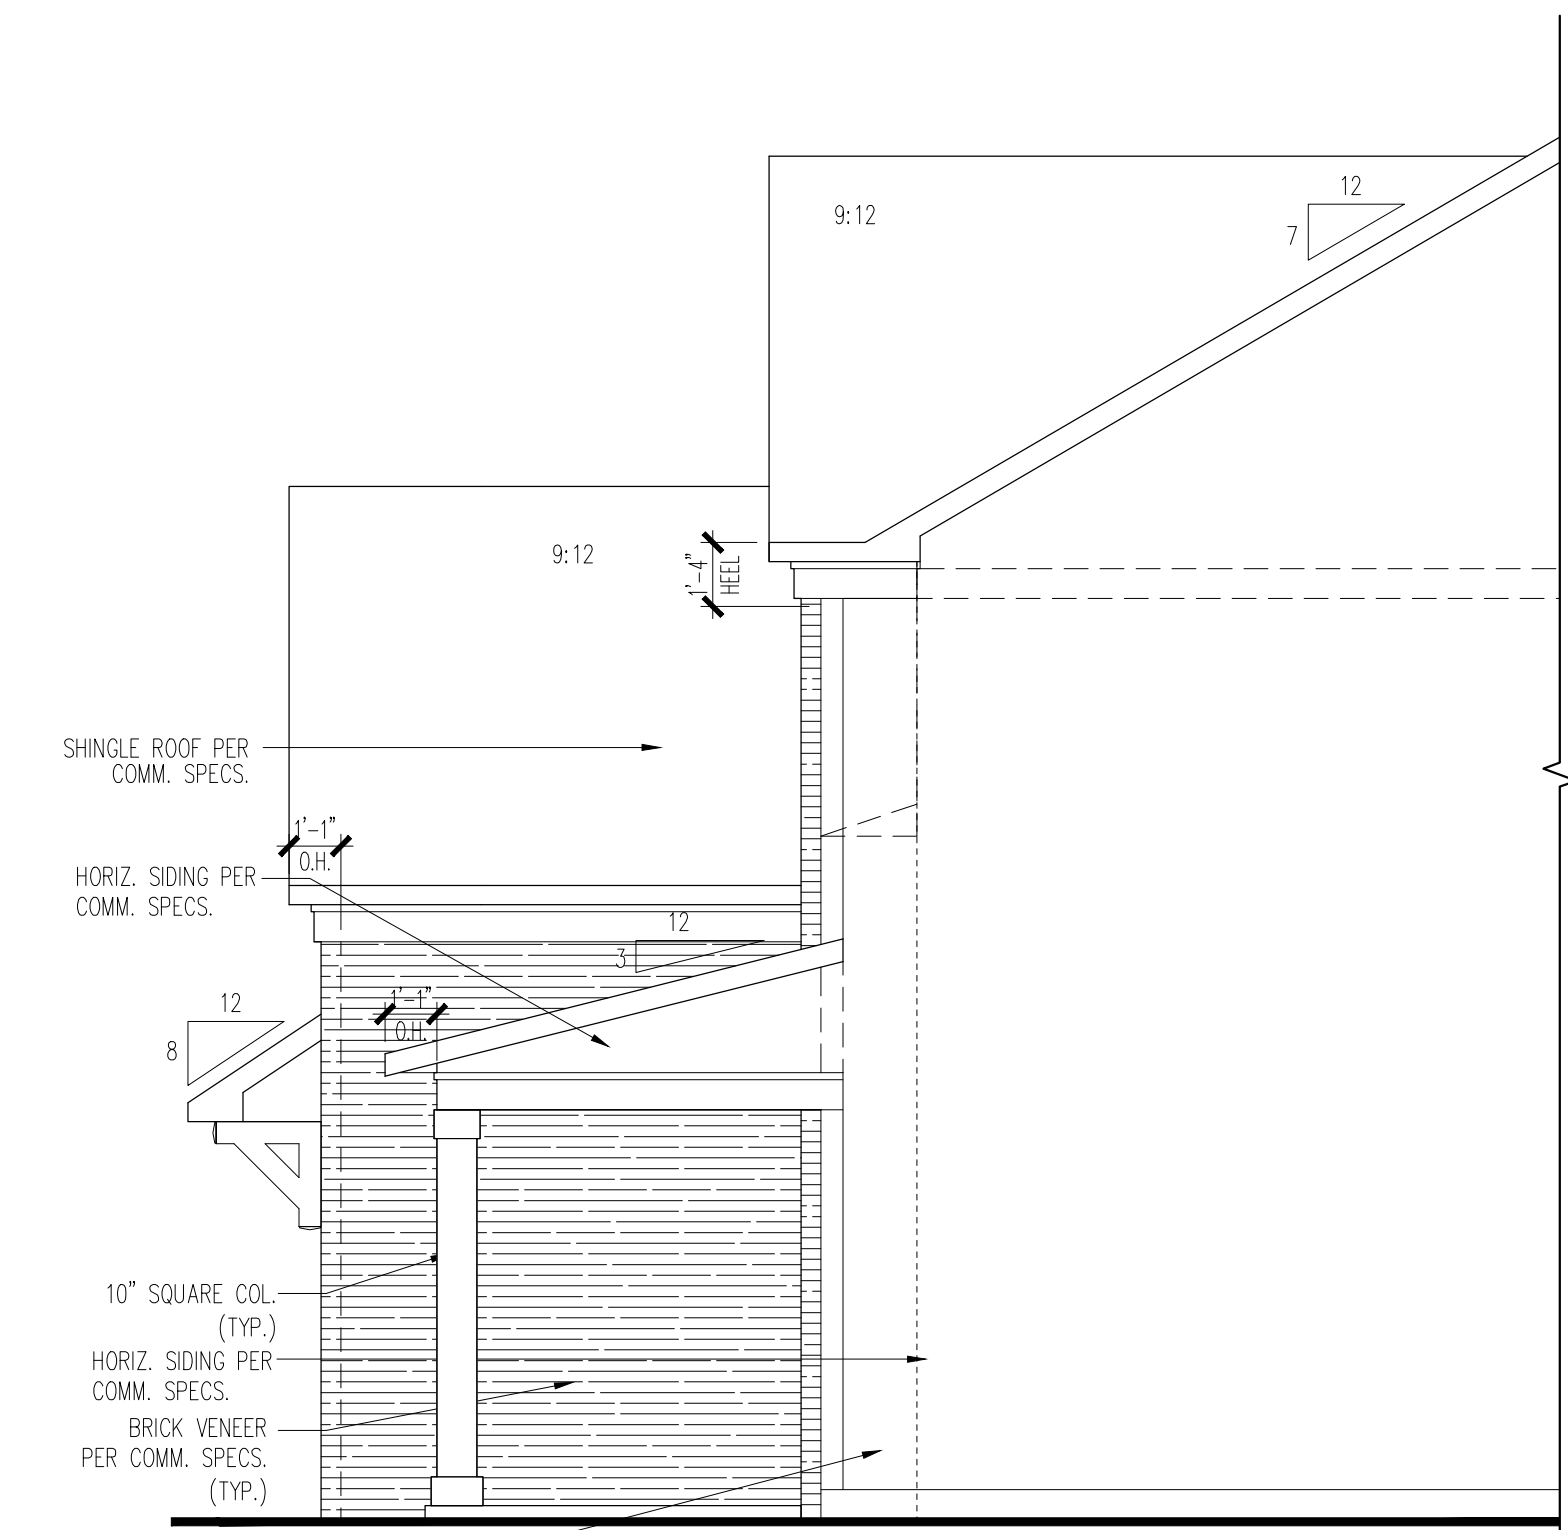 12
9:12
7
9:12
1'-4"
HEEL
SHINGLE ROOF PER
COMM. SPECS.
1'-1"
O.H.
HORIZ. SIDING PER
COMM. SPECS.
12
3
1'-1"
O.H.
12
8
10" SQUARE COL.
(TYP.)
HORIZ. SIDING PER
COMM. SPECS.
BRICK VENEER
PER COMM. SPECS.
(TYP.)